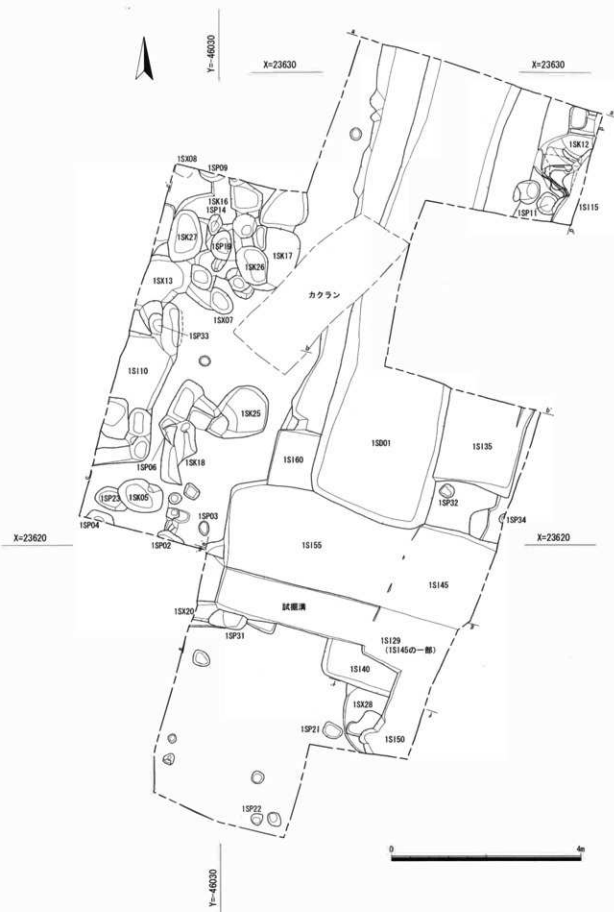 Y=-46030
X=23630
X=23630
1SK12
1SI15
1SP11
1SX08
1SP09
1SK16
1SP14
1SK27
1SP19
1SK17
1SK26
1SX13
1SX07
カクラン
1SP33
1SI10
1SK25
1SD01
1SI35
1SI60
1SP06
1SK18
1SP23
1SK05
1SP32
1SP34
1SP04
1SP03
1SP02
X=23620
X=23620
1SI55
1SI45
試掘溝
1SX20
1SP31
1SI29
(1SI45の一部)
1SI40
1SX28
1SP21
1SI50
1SP22
0
4m
Y=-46030